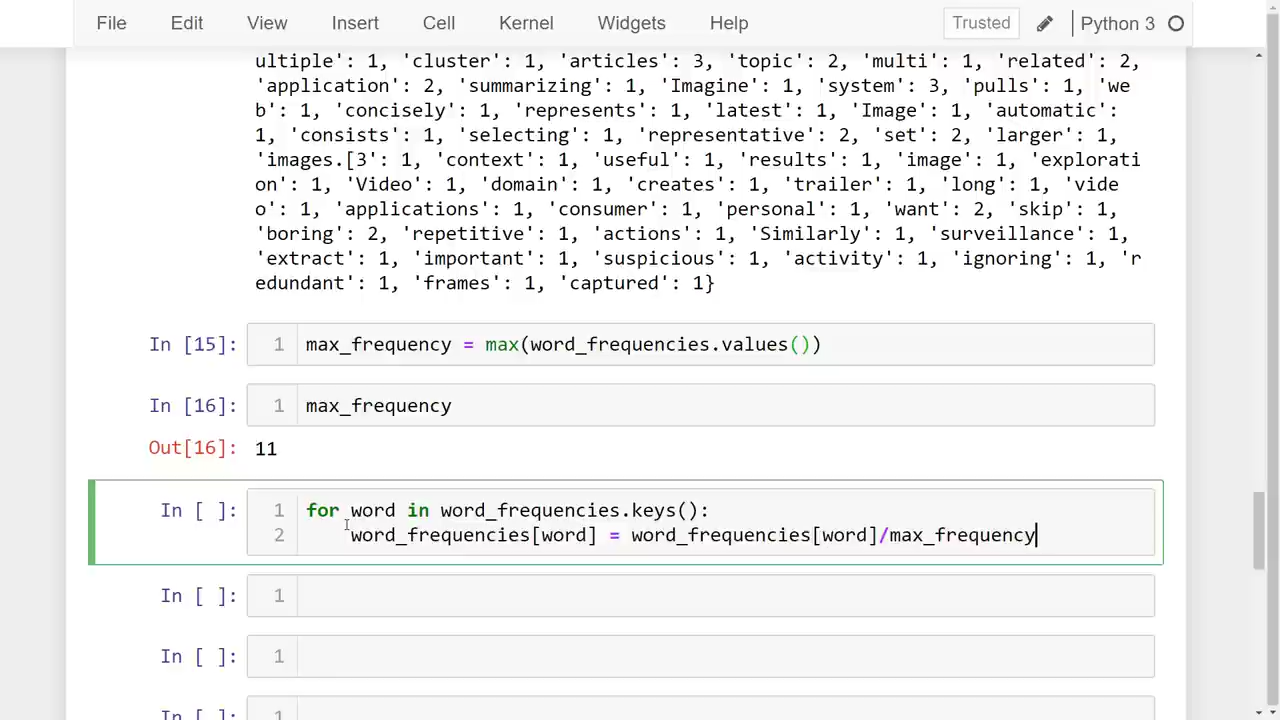 File Edit View Insert Cell Kernel Widgets Help Trusted Python 3
ultiple': 1, 'cluster': 1, 'articles': 3, 'topic': 2, 'multi': 1, 'related': 2,
'application': 2, 'summarizing': 1, 'Imagine': 1, 'system': 3, 'pulls': 1, 'we
b': 1, 'concisely': 1, 'represents': 1, 'latest': 1, 'Image': 1, 'automatic':
1, 'consists': 1, 'selecting': 1, 'representative': 2, 'set': 2, 'larger': 1,
'images.[3': 1, 'context': 1, 'useful': 1, 'results': 1, 'image': 1, 'explorati
on': 1, 'Video': 1, 'domain': 1, 'creates': 1, 'trailer': 1, 'long': 1, 'vide
o': 1, 'applications': 1, 'consumer': 1, 'personal': 1, 'want': 2, 'skip': 1,
'boring': 2, 'repetitive': 1, 'actions': 1, 'Similarly': 1, 'surveillance': 1,
'extract': 1, 'important': 1, 'suspicious': 1, 'activity': 1, 'ignoring': 1, 'r
edundant': 1, 'frames': 1, 'captured': 1}
In [15]: 1 max_frequency = max(word_frequencies.values())
In [16]: 1 max_frequency
Out[16]: 11
In [ ]: 1 for word in word_frequencies.keys():
2 word_frequencies[word] = word_frequencies[word]/max_frequency
In [ ]: 1
In [ ]: 1
In [ ]: 1